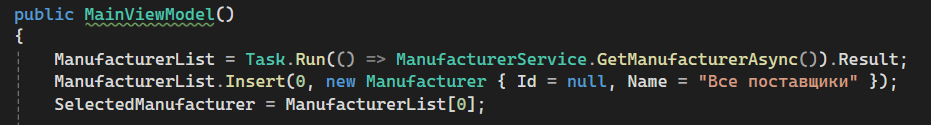 public MainViewModel()
{
ManufacturerList = Task.Run(() => ManufacturerService.GetManufacturerAsync()).Result;
ManufacturerList.Insert(0, new Manufacturer { Id = null, Name = "Все поставщики" });
SelectedManufacturer = ManufacturerList[0];